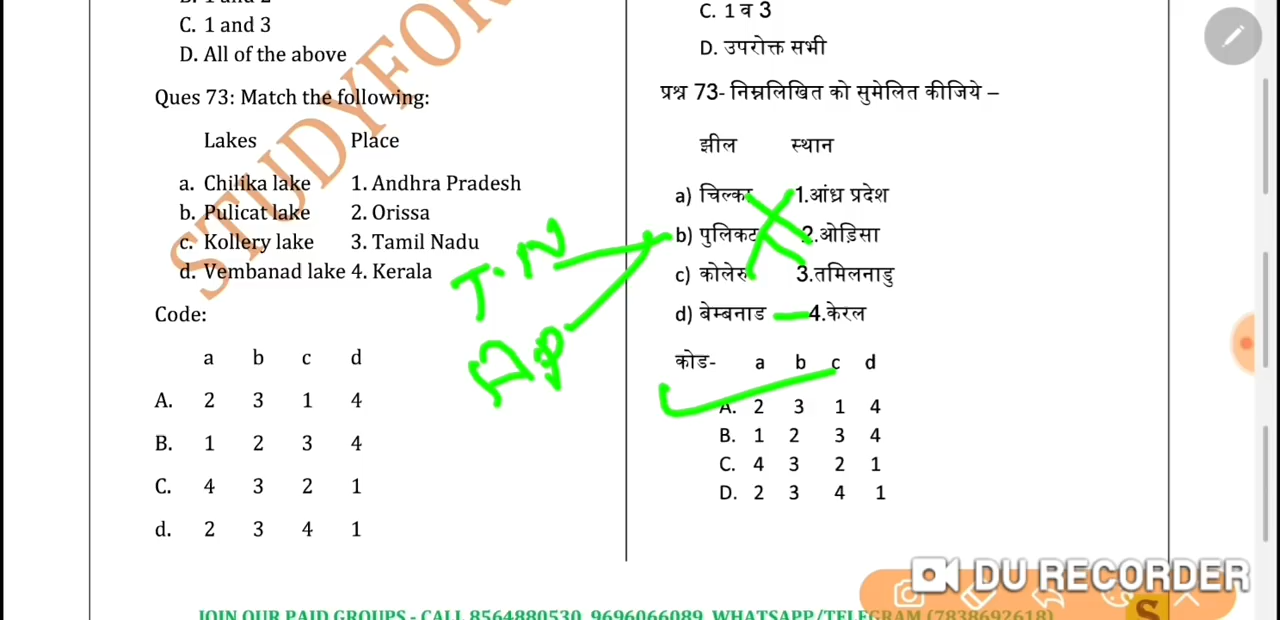 B. 1 and 2
C. 1 and 3
D. All of the above
Ques 73: Match the following:
Lakes Place
a. Chilika lake 1. Andhra Pradesh
b. Pulicat lake 2. Orissa
c. Kollery lake 3. Tamil Nadu
d. Vembanad lake 4. Kerala
Code:
a b c d
A. 2 3 1 4
B. 1 2 3 4
C. 4 3 2 1
d. 2 3 4 1
T.N
STUDYFOR
C. 1 व 3
D. उपरोक्त सभी
प्रश्न 73- निम्नलिखित को सुमेलित कीजिये –
झील स्थान
a) चिल्का 1.आंध्र प्रदेश
b) पुलिकट 2.ओड़िसा
c) कोलेरु 3.तमिलनाडु
d) बेम्बनाड 4.केरल
कोड- a b c d
A. 2 3 1 4
B. 1 2 3 4
C. 4 3 2 1
D. 2 3 4 1
DU RECORDER
S
JOIN OUR PAID GROUPS - CALL 8564880530, 9696066089, WHATSAPP/TELEGRAM (7838692618)